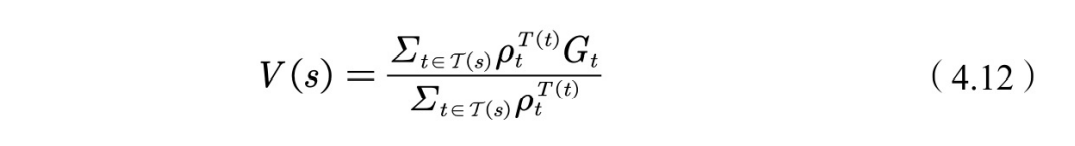 V(s) = \frac{\Sigma_{t \in \mathcal{T}(s)} \rho_t^{T(t)} G_t}{\Sigma_{t \in \mathcal{T}(s)} \rho_t^{T(t)}} （4.12）